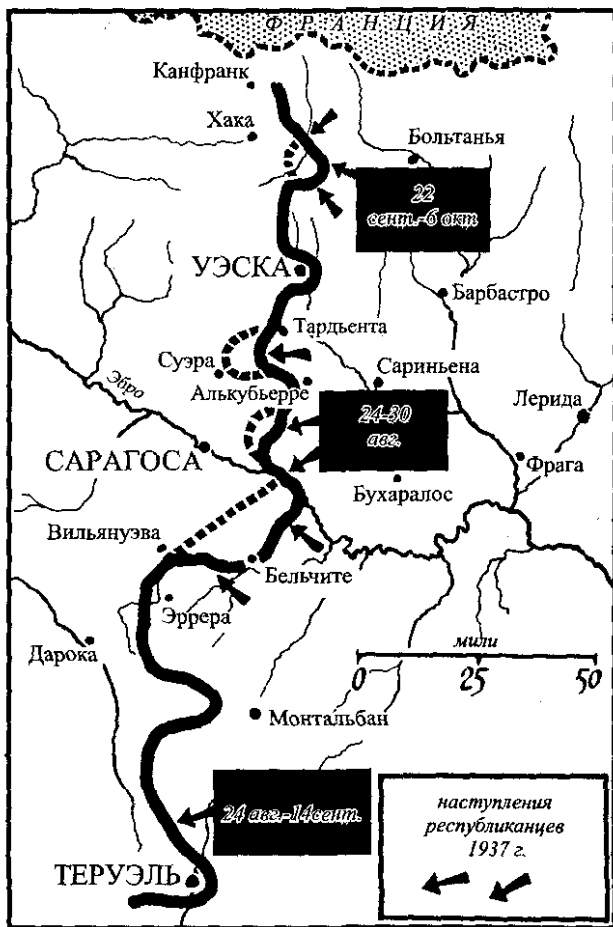 ФРАНЦИЯ
Канфранк
Хака
Больтанья
22
сент.-6 окт
УЭСКА
Барбастро
Тардьента
Суэра
Сариньена
Эбро
Алькубьерре
Лерида
24-30
авг.
САРАГОСА
Фрага
Бухаралос
Вильянуэва
Бельчите
Эррера
Дарока
мили
0 25 50
Монтальбан
24 авг.-14сент.
наступления
республиканцев
1937 г.
ТЕРУЭЛЬ